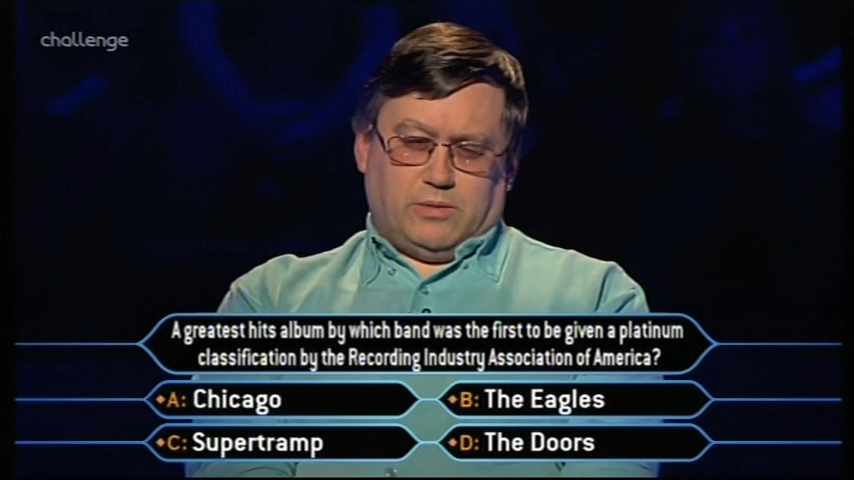 challenge
A greatest hits album by which band was the first to be given a platinum
classification by the Recording Industry Association of America?
A: Chicago
B: The Eagles
C: Supertramp
D: The Doors